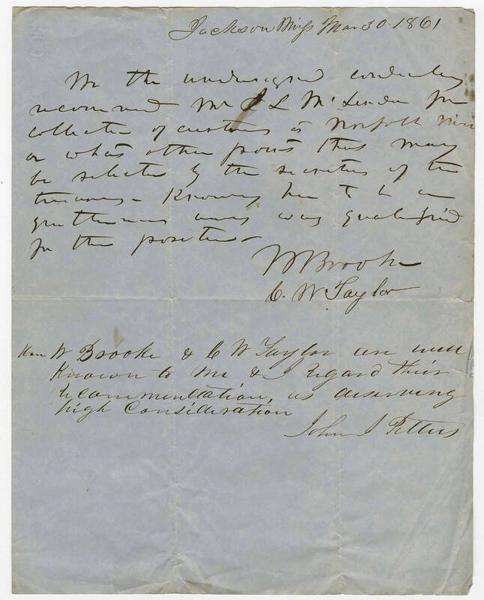 Jackson Miss Mar 30. 1861
We the undersigned cordially
recommend Mr J L McLendon for
collector of customs at Norfolk Miss
or what other point thus may
be selected by the secretary of the
treasury - Knowing him to be a
gentleman every way qualified
for the position -
W Brooke
C. W Taylor
Hon W Brooke & C W Taylor are well
known to me & I regard their
recommendation, as deserving
high consideration
John J Pettus